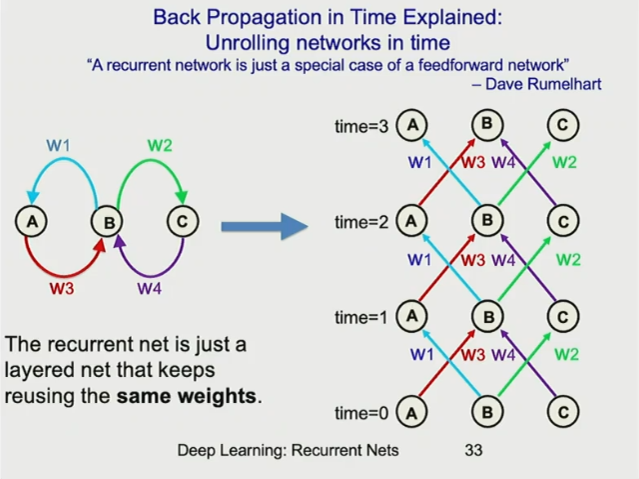 Back Propagation in Time Explained:
Unrolling networks in time
“A recurrent network is just a special case of a feedforward network”
– Dave Rumelhart
W1 W2
A B C
W3 W4
time=3 A B C
W1 W3 W4 W2
time=2 A B C
W1 W3 W4 W2
time=1 A B C
W1 W3 W4 W2
time=0 A B C
The recurrent net is just a
layered net that keeps
reusing the same weights.
Deep Learning: Recurrent Nets 33